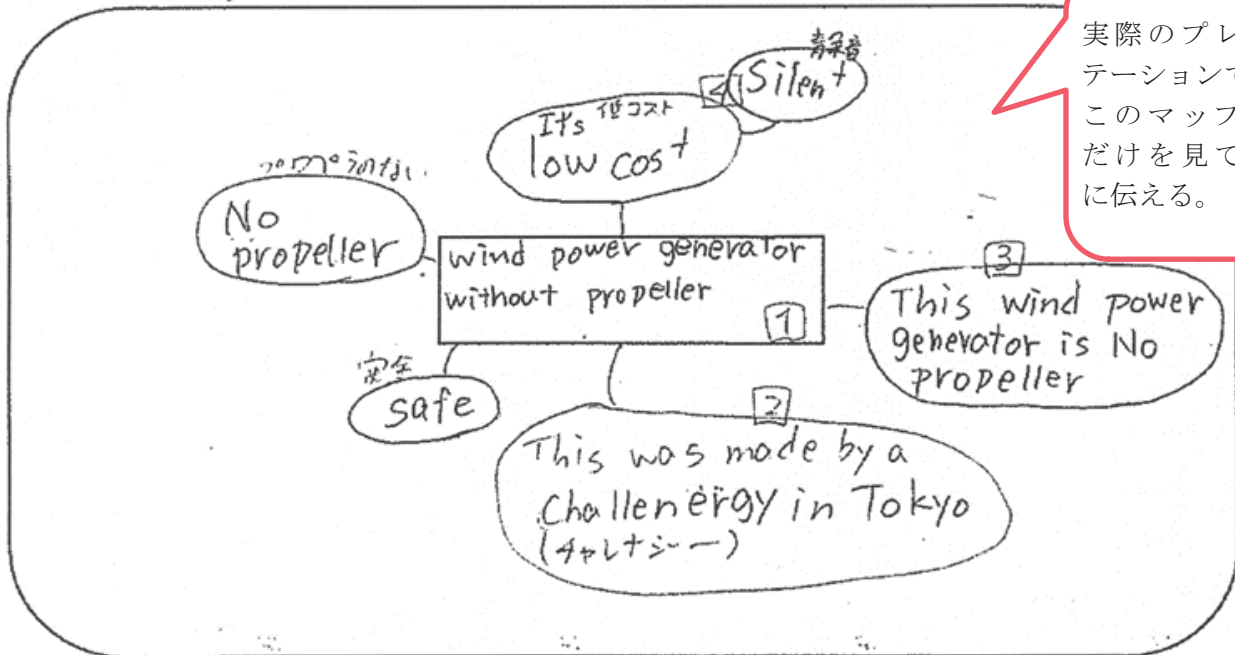 実際のプレ
テーションて
このマップ
だけを見て
に伝える。
静音
4 Silent
It's 低コスト
low cost
プロペラのない
No
propeller
wind power generator
without propeller
1
3
This wind power
generator is No
propeller
安全
safe
2
This was made by a
Challenergy in Tokyo
(チャレナジー)